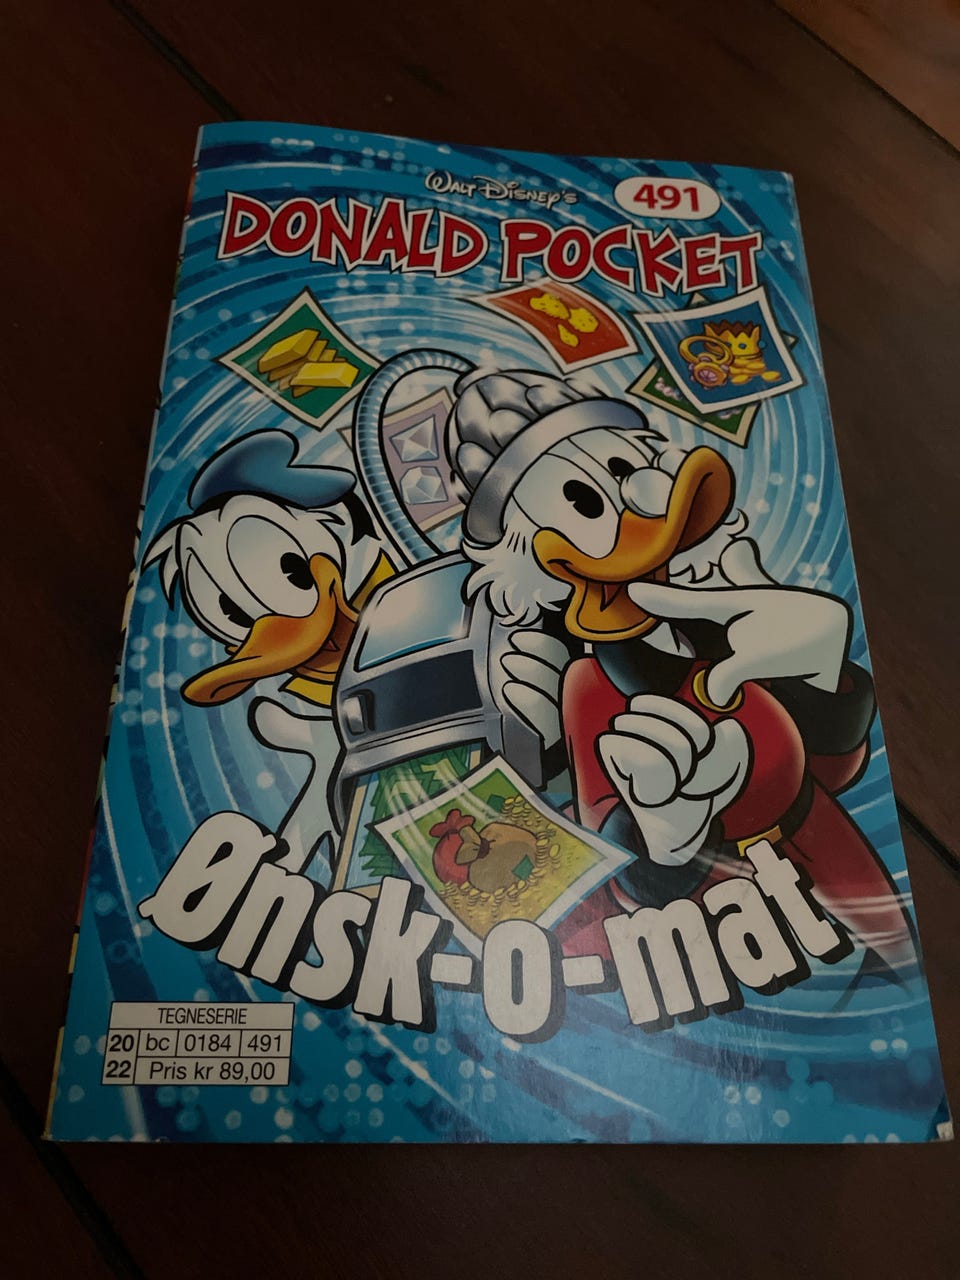 WALT DISNEY'S
491
DONALD POCKET
Ønsk-o-mat
TEGNESERIE
20 bc 0184 491
22 Pris kr 89,00